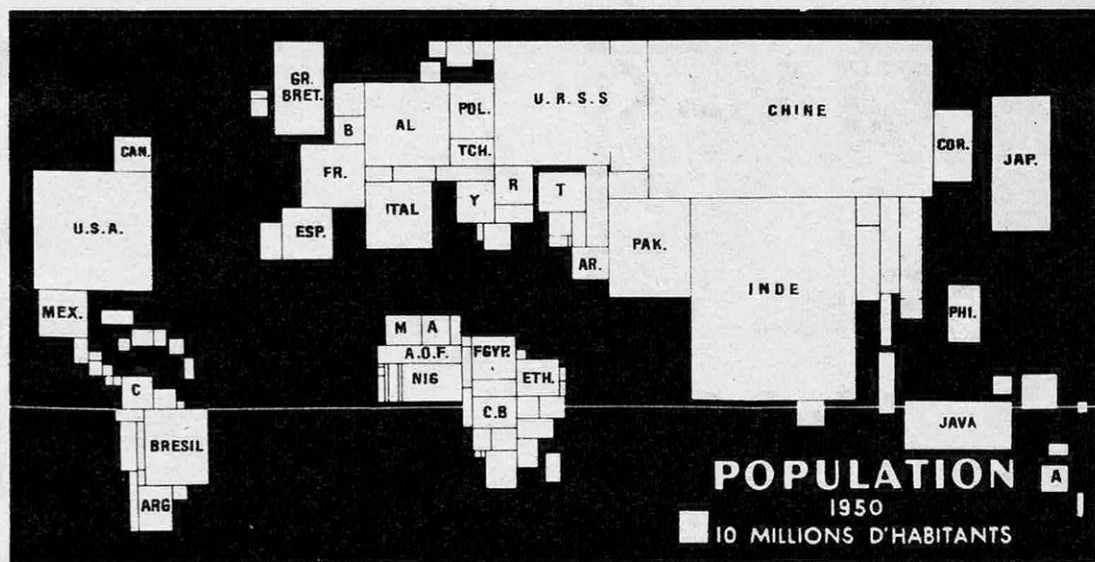 GR.
BRET.
POL.
U.R.S.S
CHINE
B
AL
TCH.
COR.
JAP.
CAN.
FR.
Y
R
T
U.S.A.
ESP.
ITAL
PAK.
AR.
INDE
MEX.
PHI.
M
A
A.O.F.
EGYP.
NIG
ETH.
C
C.B
BRESIL
JAVA
ARG
A
POPULATION
1950
10 MILLIONS D'HABITANTS